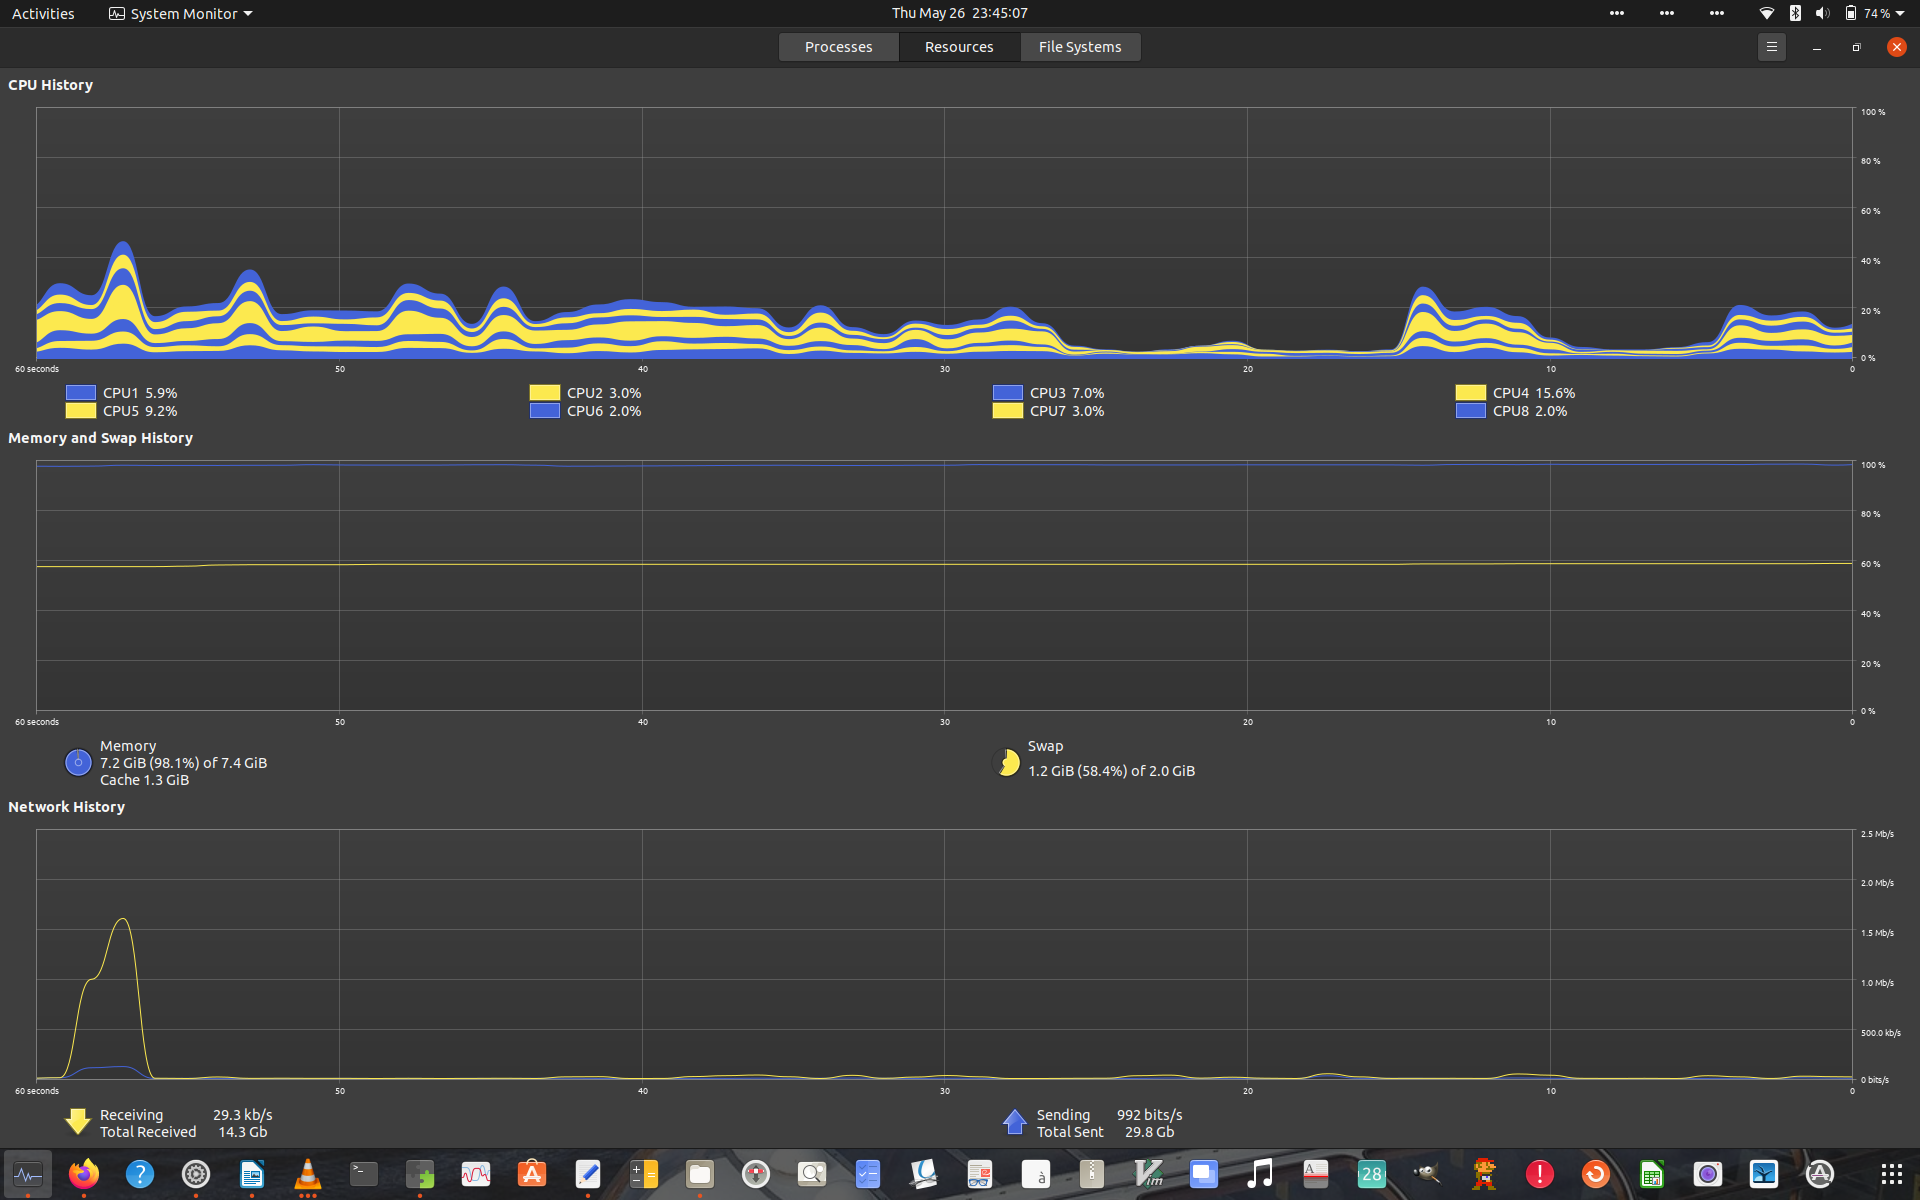 Activities System Monitor Thu May 26 23:45:07 74 %
Processes Resources File Systems
CPU History
100 %
80 %
60 %
40 %
20 %
0 %
60 seconds 50 40 30 20 10 0
CPU1 5.9% CPU2 3.0% CPU3 7.0% CPU4 15.6%
CPU5 9.2% CPU6 2.0% CPU7 3.0% CPU8 2.0%
Memory and Swap History
100 %
80 %
60 %
40 %
20 %
0 %
60 seconds 50 40 30 20 10 0
Memory Swap
7.2 GiB (98.1%) of 7.4 GiB 1.2 GiB (58.4%) of 2.0 GiB
Cache 1.3 GiB
Network History
2.5 Mb/s
2.0 Mb/s
1.5 Mb/s
1.0 Mb/s
500.0 kb/s
0 bits/s
60 seconds 50 40 30 20 10 0
Receiving 29.3 kb/s Sending 992 bits/s
Total Received 14.3 Gb Total Sent 29.8 Gb
? >_ A à Vim A 28 ! A